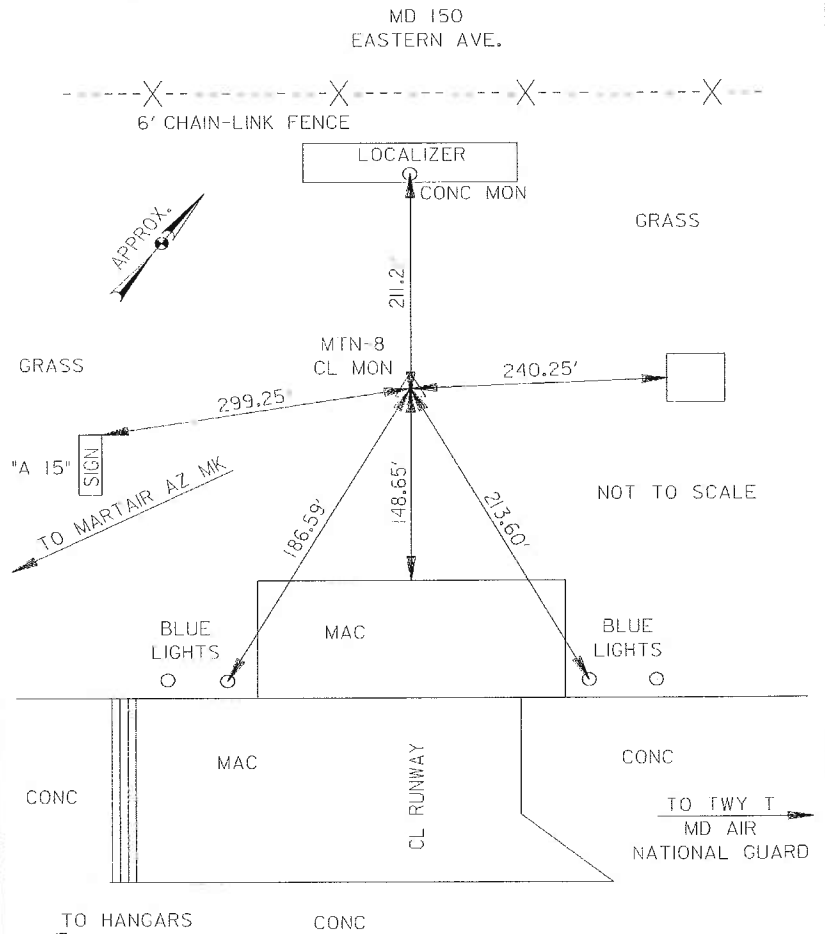 MD 150
EASTERN AVE.
6' CHAIN-LINK FENCE
LOCALIZER
CONC MON
APPROX.
GRASS
211.2'
MTN-8
CL MON
GRASS
240.25'
299.25'
"A 15"
SIGN
TO MARTAIR AZ MK
NOT TO SCALE
186.59'
148.65'
213.60'
BLUE
LIGHTS
MAC
BLUE
LIGHTS
MAC
CL RUNWAY
CONC
CONC
TO TWY T
MD AIR
NATIONAL GUARD
TO HANGARS
CONC